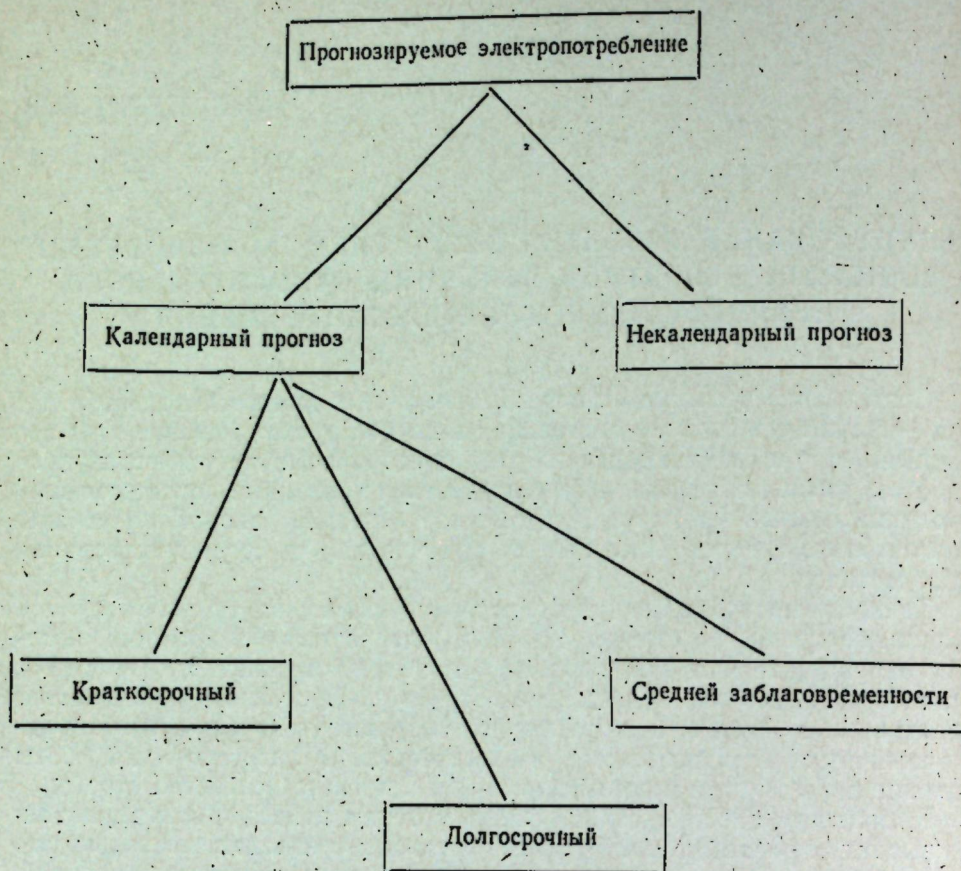 Прогнозируемое электропотребление
Календарный прогноз
Некалендарный прогноз
Краткосрочный
Средней заблаговременности
Долгосрочный